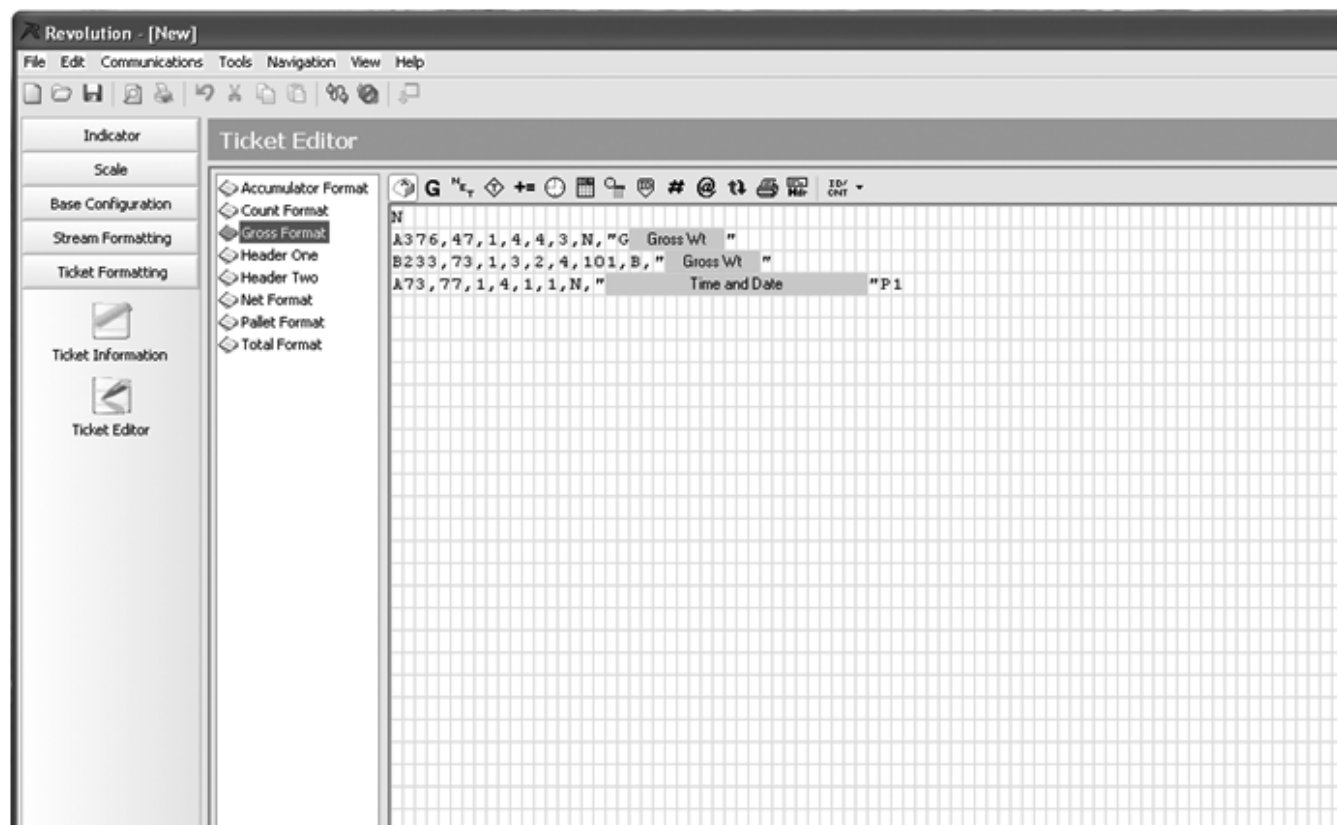 Revolution - [New]
File Edit Communications Tools Navigation View Help
Indicator
Scale
Base Configuration
Stream Formatting
Ticket Formatting
Ticket Information
Ticket Editor
Ticket Editor
Accumulator Format
Count Format
Gross Format
Header One
Header Two
Net Format
Pallet Format
Total Format
G NET # @ ID/CNT
N
A376,47,1,4,4,3,N,"G Gross Wt "
B233,73,1,3,2,4,101,B," Gross Wt "
A73,77,1,4,1,1,N," Time and Date "P1